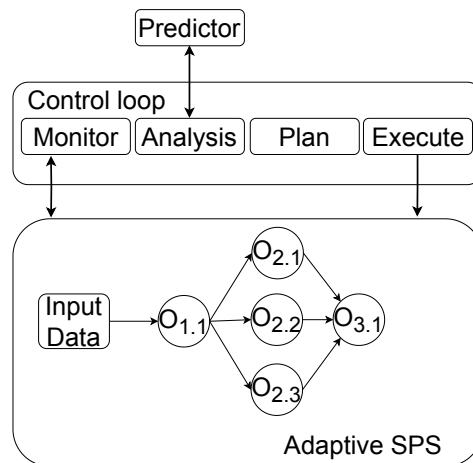 Predictor
Control loop
Monitor Analysis Plan Execute
O2.1
Input
Data
O1.1 O2.2 O3.1
O2.3
Adaptive SPS